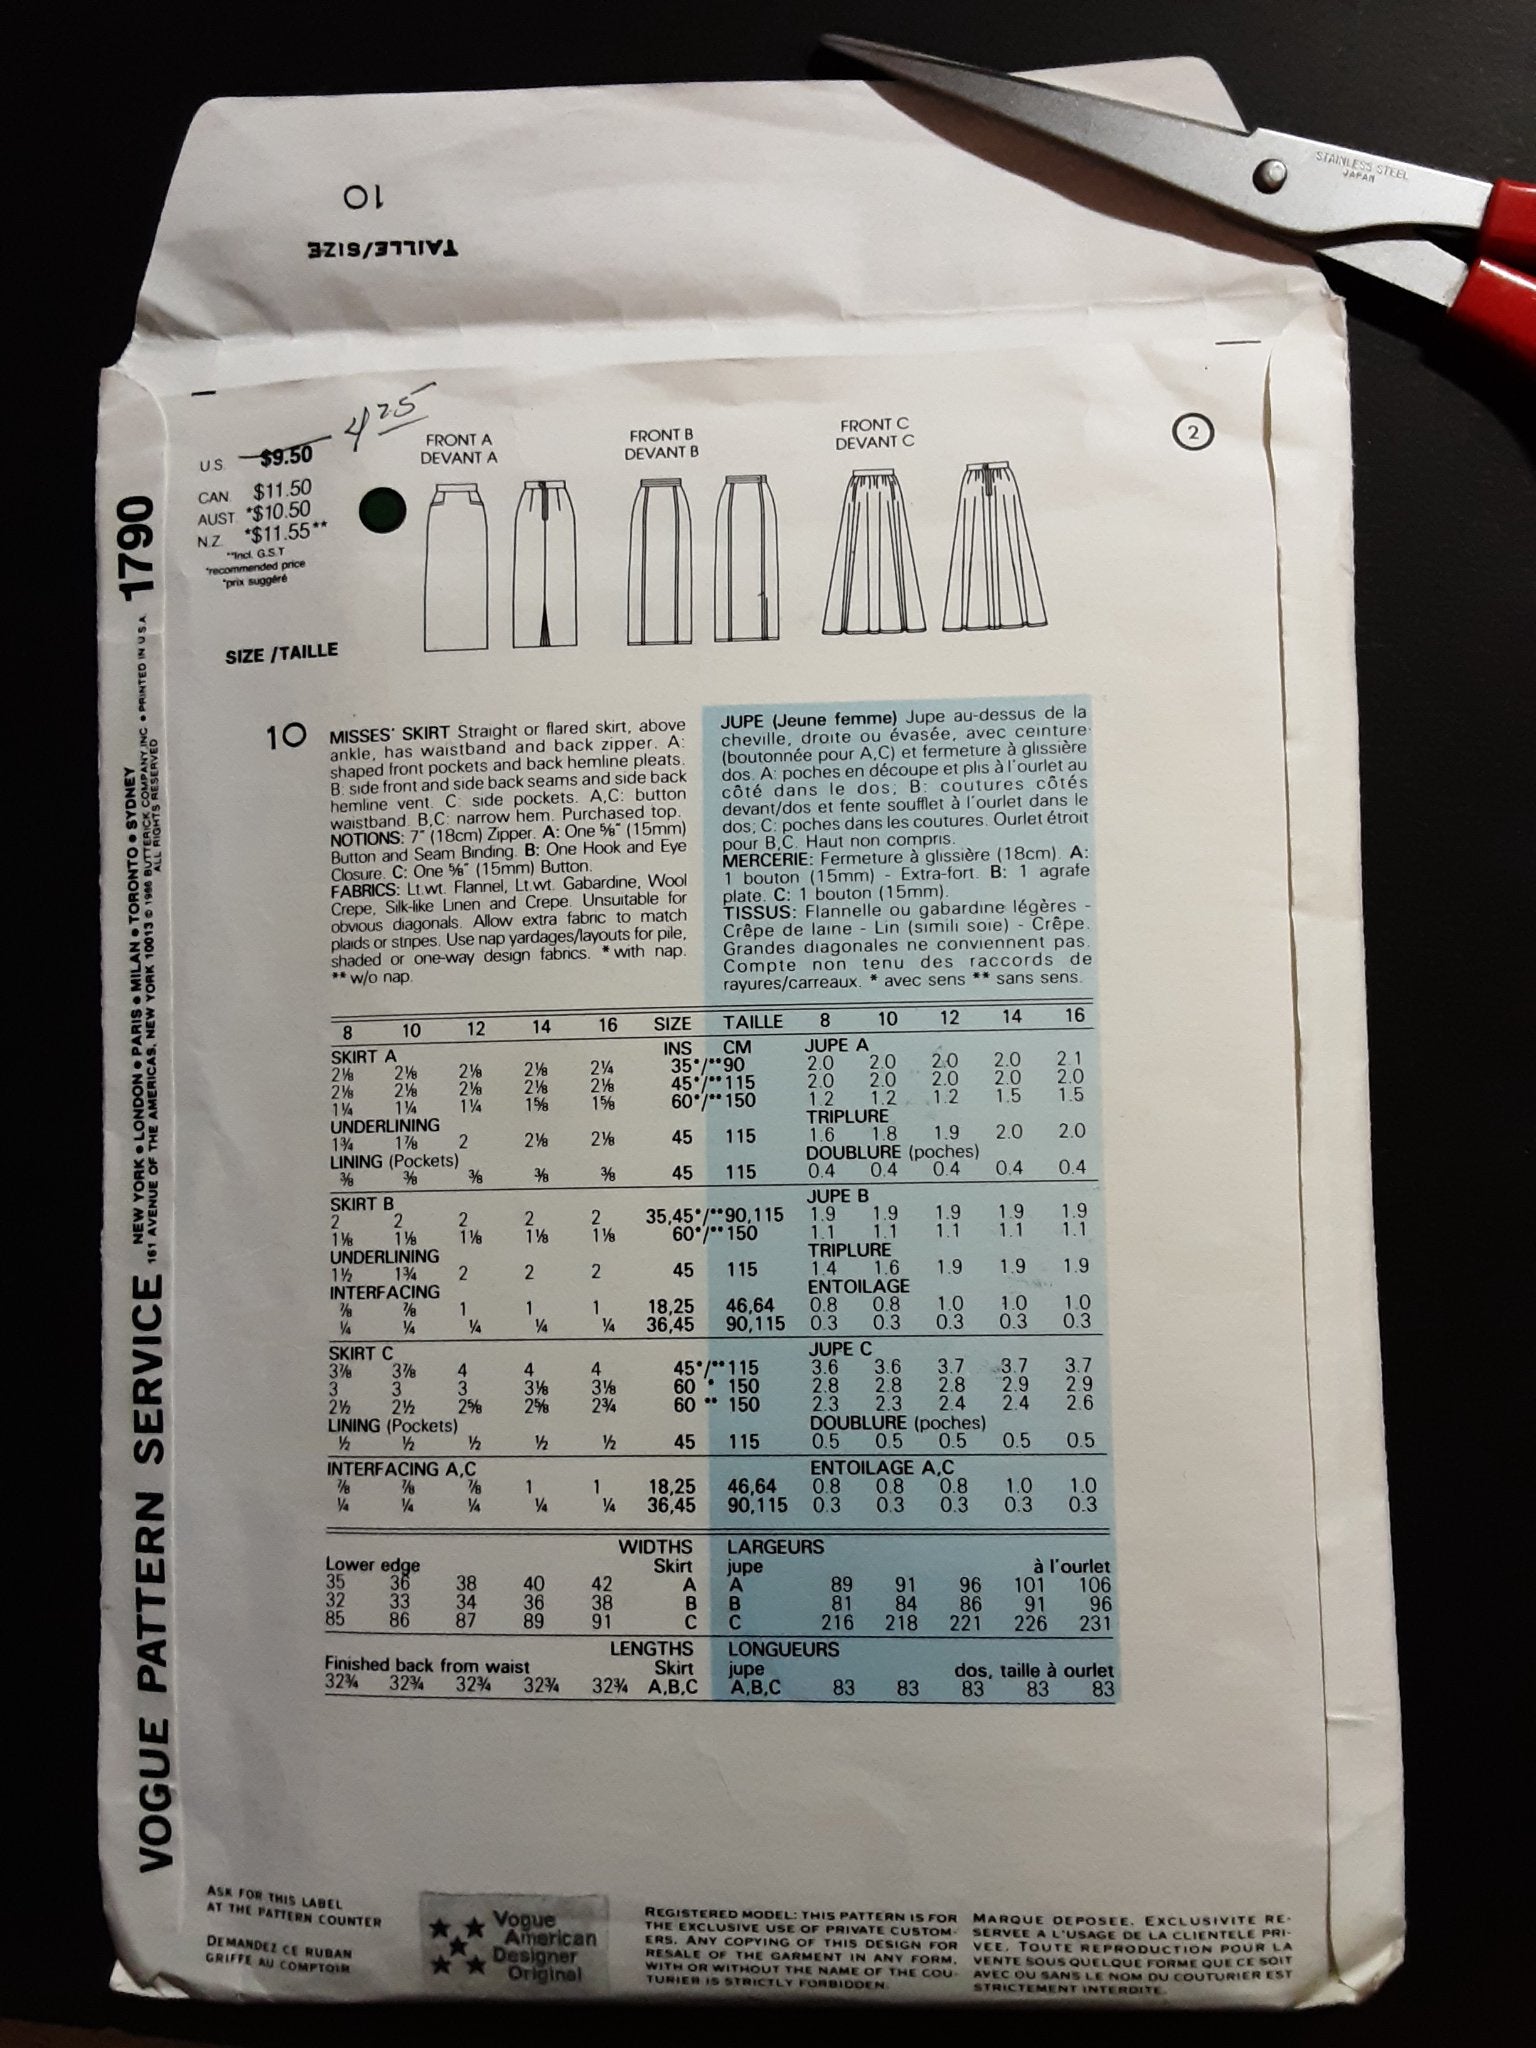 10
TAILLE/SIZE
STAINLESS STEEL
JAPAN
4 25
U.S. $9.50
CAN. $11.50
AUST. *$10.50
N.Z. *$11.55**
**Incl. G.S.T.
*recommended price
*prix suggéré
FRONT A
DEVANT A
FRONT B
DEVANT B
FRONT C
DEVANT C
2
SIZE /TAILLE
10
MISSES' SKIRT Straight or flared skirt, above
ankle, has waistband and back zipper. A:
shaped front pockets and back hemline pleats.
B: side front and side back seams and side back
hemline vent. C: side pockets. A,C: button
waistband. B,C: narrow hem. Purchased top.
NOTIONS: 7" (18cm) Zipper. A: One ⅝" (15mm)
Button and Seam Binding. B: One Hook and Eye
Closure. C: One ⅝" (15mm) Button.
FABRICS: Lt.wt. Flannel, Lt.wt. Gabardine, Wool
Crepe, Silk-like Linen and Crepe. Unsuitable for
obvious diagonals. Allow extra fabric to match
plaids or stripes. Use nap yardages/layouts for pile,
shaded or one-way design fabrics. * with nap.
** w/o nap.
JUPE (Jeune femme) Jupe au-dessus de la
cheville, droite ou évasée, avec ceinture
(boutonnée pour A,C) et fermeture à glissière
dos. A: poches en découpe et plis à l'ourlet au
côté dans le dos; B: coutures côtés
devant/dos et fente soufflet à l'ourlet dans le
dos; C: poches dans les coutures. Ourlet étroit
pour B,C. Haut non compris.
MERCERIE: Fermeture à glissière (18cm). A:
1 bouton (15mm) - Extra-fort. B: 1 agrafe
plate. C: 1 bouton (15mm).
TISSUS: Flannelle ou gabardine légères -
Crêpe de laine - Lin (simili soie) - Crêpe.
Grandes diagonales ne conviennent pas.
Compte non tenu des raccords de
rayures/carreaux. * avec sens ** sans sens.
8 10 12 14 16 SIZE TAILLE 8 10 12 14 16
SKIRT A INS CM JUPE A
2⅛ 2⅛ 2⅛ 2⅛ 2¼ 35*/**90 2.0 2.0 2.0 2.0 2.1
2⅛ 2⅛ 2⅛ 2⅛ 2⅛ 45*/**115 2.0 2.0 2.0 2.0 2.0
1¼ 1¼ 1¼ 1⅝ 1⅝ 60*/**150 1.2 1.2 1.2 1.5 1.5
UNDERLINING TRIPLURE
1¾ 1⅞ 2 2⅛ 2⅛ 45 115 1.6 1.8 1.9 2.0 2.0
LINING (Pockets) DOUBLURE (poches)
⅜ ⅜ ⅜ ⅜ ⅜ 45 115 0.4 0.4 0.4 0.4 0.4
SKIRT B JUPE B
2 2 2 2 2 35,45*/**90,115 1.9 1.9 1.9 1.9 1.9
1⅛ 1⅛ 1⅛ 1⅛ 1⅛ 60*/**150 1.1 1.1 1.1 1.1 1.1
UNDERLINING TRIPLURE
1½ 1¾ 2 2 2 45 115 1.4 1.6 1.9 1.9 1.9
INTERFACING ENTOILAGE
⅞ ⅞ 1 1 1 18,25 46,64 0.8 0.8 1.0 1.0 1.0
¼ ¼ ¼ ¼ ¼ 36,45 90,115 0.3 0.3 0.3 0.3 0.3
SKIRT C JUPE C
3⅞ 3⅞ 4 4 4 45*/**115 3.6 3.6 3.7 3.7 3.7
3 3 3 3⅛ 3⅛ 60 * 150 2.8 2.8 2.8 2.9 2.9
2½ 2½ 2⅝ 2⅝ 2¾ 60 ** 150 2.3 2.3 2.4 2.4 2.6
LINING (Pockets) DOUBLURE (poches)
½ ½ ½ ½ ½ 45 115 0.5 0.5 0.5 0.5 0.5
INTERFACING A,C ENTOILAGE A,C
⅞ ⅞ ⅞ 1 1 18,25 46,64 0.8 0.8 0.8 1.0 1.0
¼ ¼ ¼ ¼ ¼ 36,45 90,115 0.3 0.3 0.3 0.3 0.3
WIDTHS LARGEURS
Lower edge Skirt jupe à l'ourlet
35 36 38 40 42 A A 89 91 96 101 106
32 33 34 36 38 B B 81 84 86 91 96
85 86 87 89 91 C C 216 218 221 226 231
LENGTHS LONGUEURS
Finished back from waist Skirt jupe dos, taille à ourlet
32¾ 32¾ 32¾ 32¾ 32¾ A,B,C A,B,C 83 83 83 83 83
VOGUE PATTERN SERVICE
NEW YORK • LONDON • PARIS • MILAN • TORONTO • SYDNEY
161 AVENUE OF THE AMERICAS, NEW YORK 10013 © 1986 BUTTERICK COMPANY, INC. • PRINTED IN U.S.A.
ALL RIGHTS RESERVED
1790
ASK FOR THIS LABEL
AT THE PATTERN COUNTER
DEMANDEZ CE RUBAN
GRIFFE AU COMPTOIR
Vogue
American
Designer
Original
REGISTERED MODEL: THIS PATTERN IS FOR
THE EXCLUSIVE USE OF PRIVATE CUSTOM-
ERS. ANY COPYING OF THIS DESIGN FOR
RESALE OF THE GARMENT IN ANY FORM,
WITH OR WITHOUT THE NAME OF THE COU-
TURIER IS STRICTLY FORBIDDEN.
MARQUE DEPOSEE. EXCLUSIVITE RE-
SERVEE A L'USAGE DE LA CLIENTELE PRI-
VEE. TOUTE REPRODUCTION POUR LA
VENTE SOUS QUELQUE FORME QUE CE SOIT
AVEC OU SANS LE NOM DU COUTURIER EST
STRICTEMENT INTERDITE.